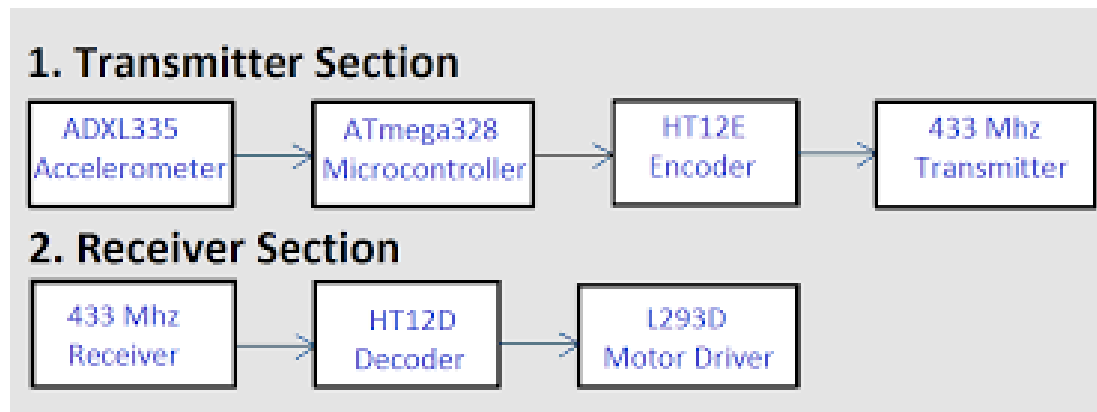 1. Transmitter Section
ADXL335
Accelerometer
ATmega328
Microcontroller
HT12E
Encoder
433 Mhz
Transmitter
2. Receiver Section
433 Mhz
Receiver
HT12D
Decoder
L293D
Motor Driver